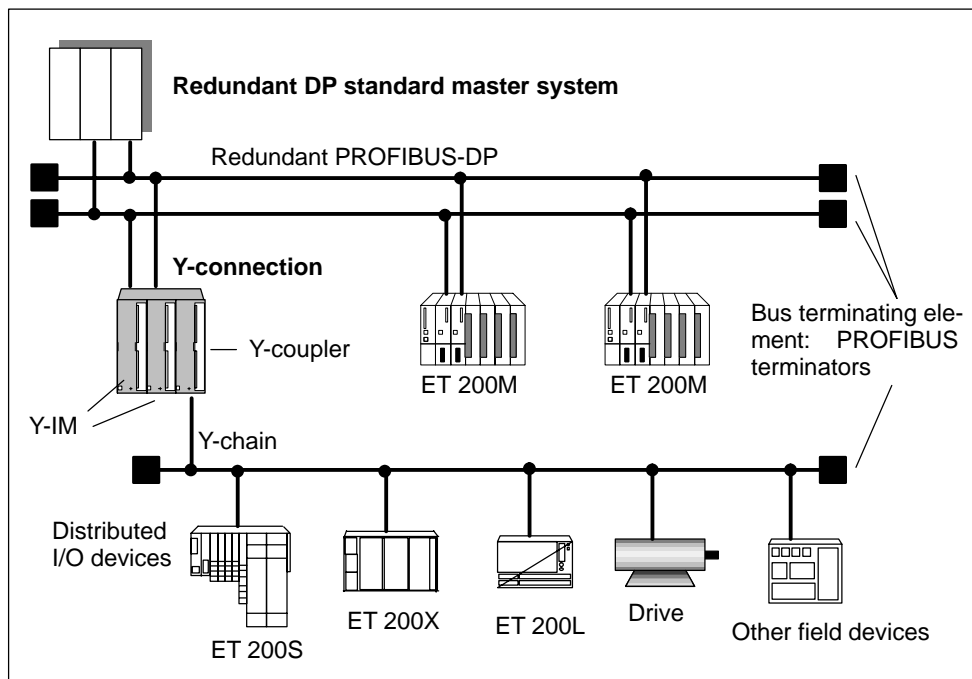 Redundant DP standard master system
Redundant PROFIBUS-DP
Y-connection
Y-coupler
ET 200M
ET 200M
Bus terminating ele-
ment: PROFIBUS
terminators
Y-IM
Y-chain
Distributed
I/O devices
ET 200S
ET 200X
ET 200L
Drive
Other field devices